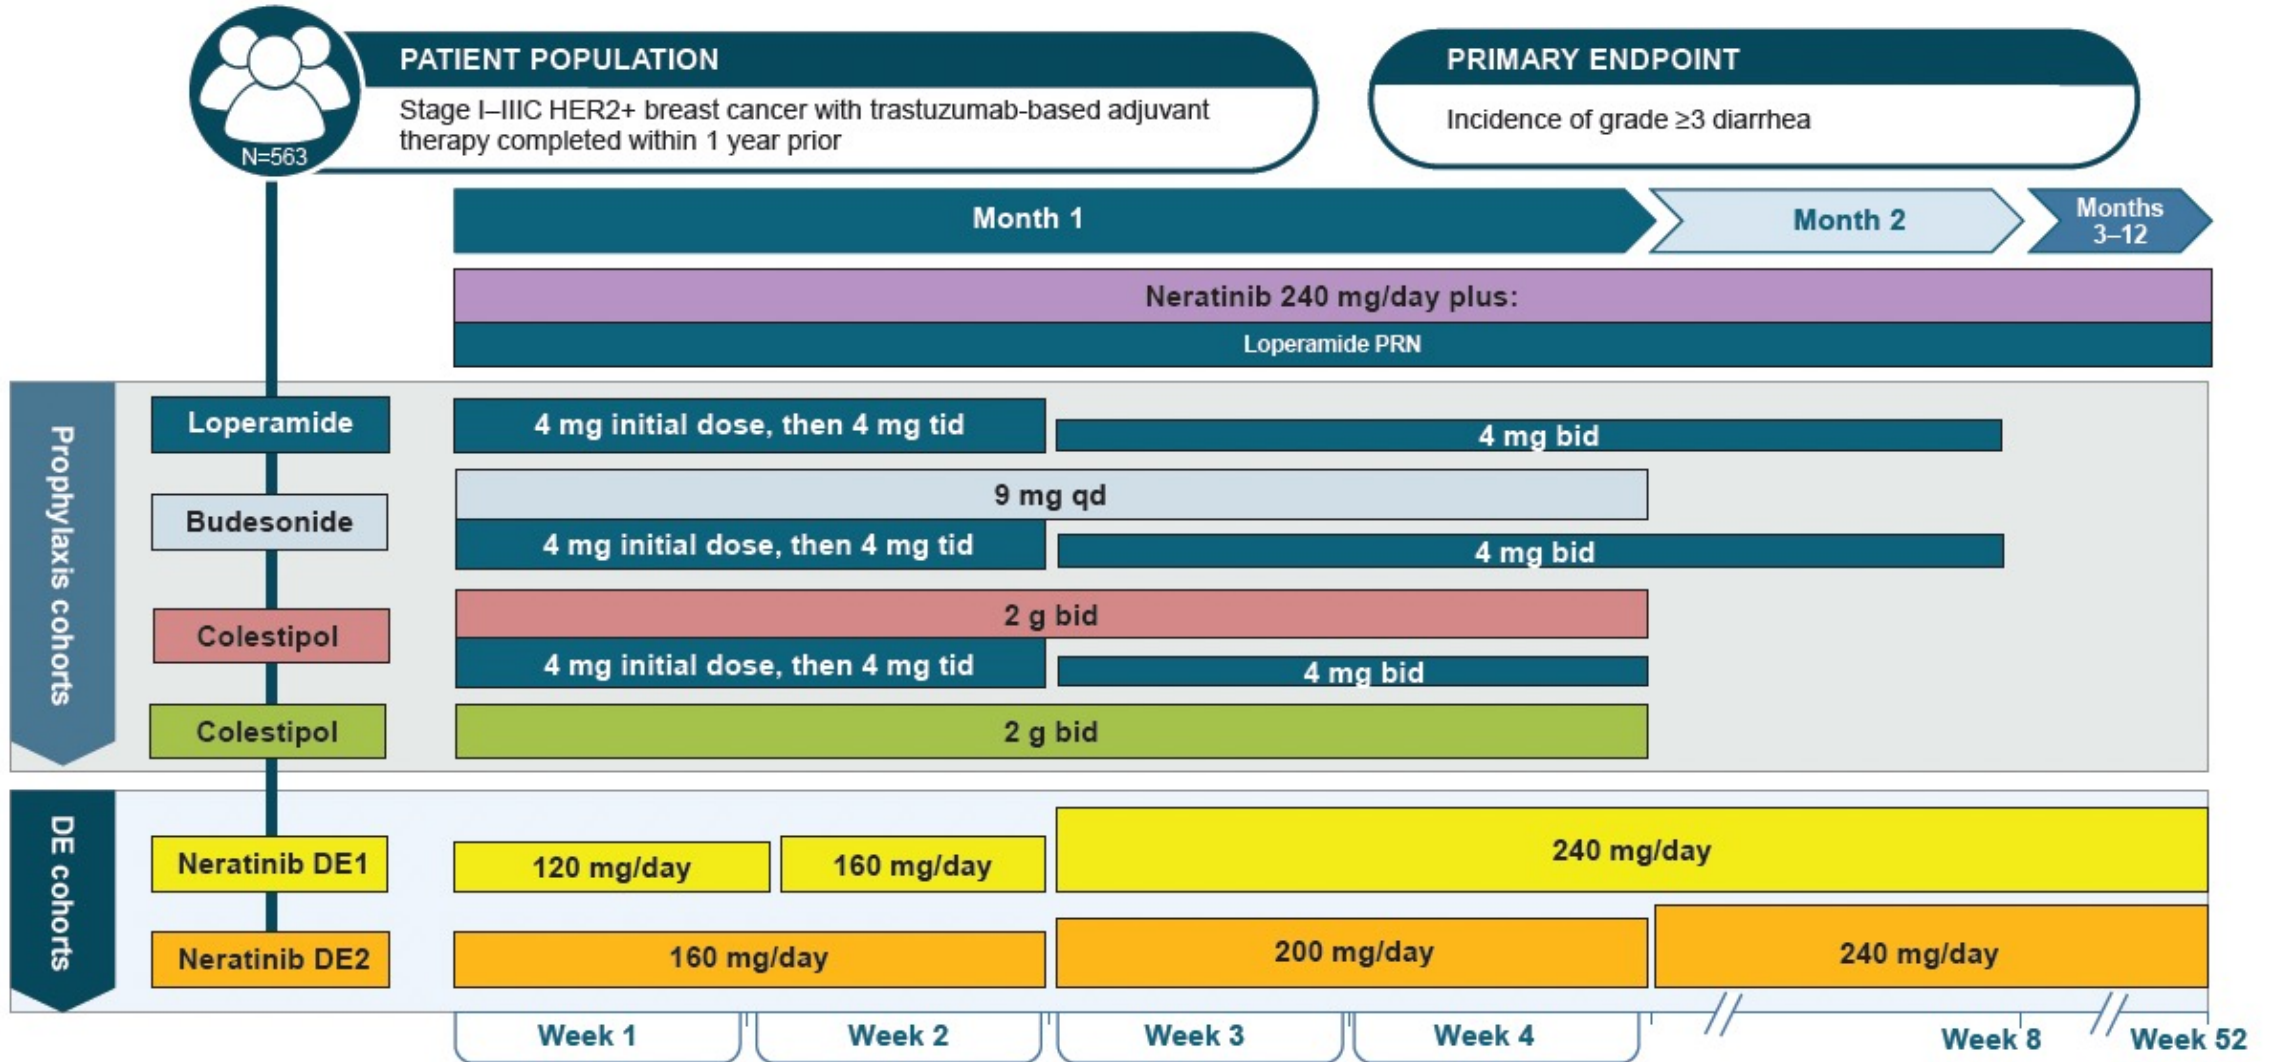 PATIENT POPULATION
Stage I–IIIC HER2+ breast cancer with trastuzumab-based adjuvant
therapy completed within 1 year prior
N=563
PRIMARY ENDPOINT
Incidence of grade ≥3 diarrhea
Month 1
Month 2
Months
3–12
Neratinib 240 mg/day plus:
Loperamide PRN
Prophylaxis cohorts
Loperamide
4 mg initial dose, then 4 mg tid
4 mg bid
Budesonide
9 mg qd
4 mg initial dose, then 4 mg tid
4 mg bid
Colestipol
2 g bid
4 mg initial dose, then 4 mg tid
4 mg bid
Colestipol
2 g bid
DE cohorts
Neratinib DE1
120 mg/day
160 mg/day
240 mg/day
Neratinib DE2
160 mg/day
200 mg/day
240 mg/day
Week 1
Week 2
Week 3
Week 4
Week 8
Week 52